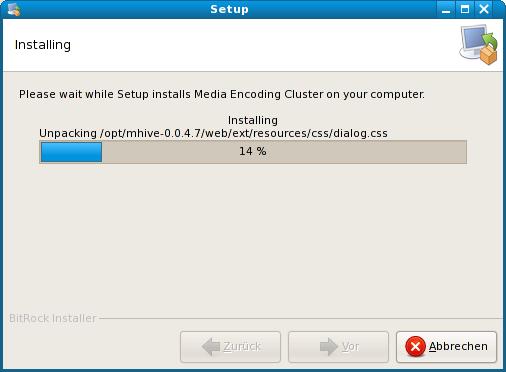 Setup
Installing
Please wait while Setup installs Media Encoding Cluster on your computer.
Installing
Unpacking /opt/mhive-0.0.4.7/web/ext/resources/css/dialog.css
14 %
BitRock Installer
Zurück
Vor
Abbrechen